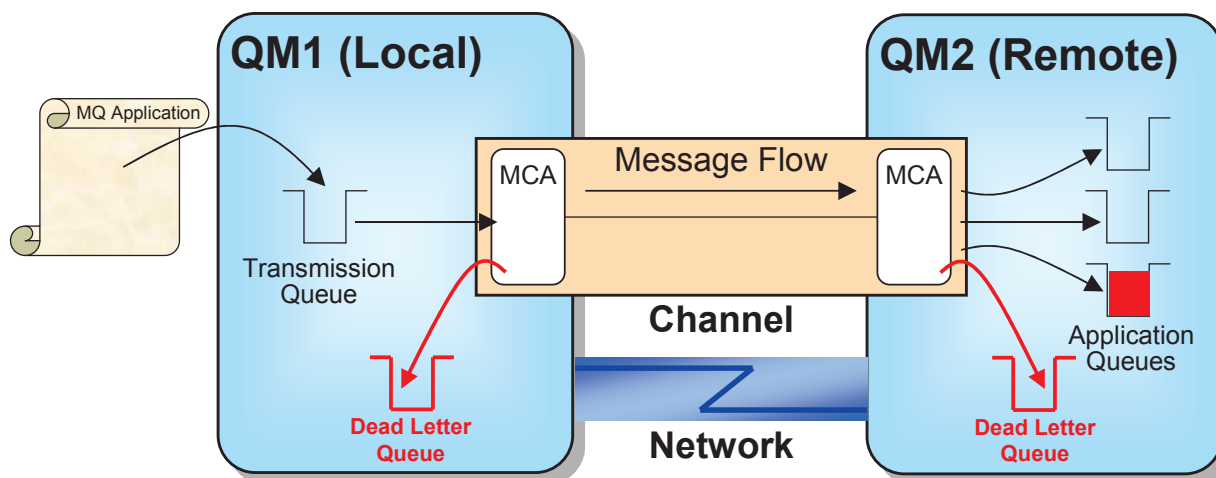 QM1 (Local)
QM2 (Remote)
MQ Application
MCA
Message Flow
MCA
Transmission
Queue
Channel
Application
Queues
Dead Letter
Queue
Network
Dead Letter
Queue